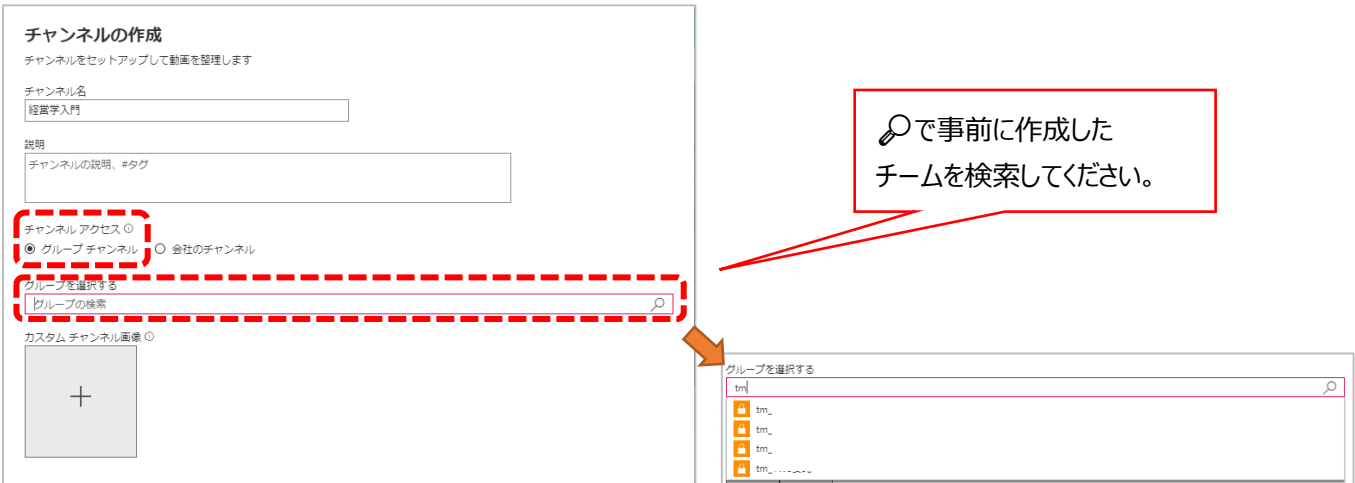 チャンネルの作成
チャンネルをセットアップして動画を整理します
チャンネル名
経営学入門
説明
チャンネルの説明、#タグ
チャンネル アクセス
グループ チャンネル 会社のチャンネル
グループを選択する
グループの検索
カスタム チャンネル画像
で事前に作成した
チームを検索してください。
グループを選択する
tm
tm_
tm_
tm_
tm_